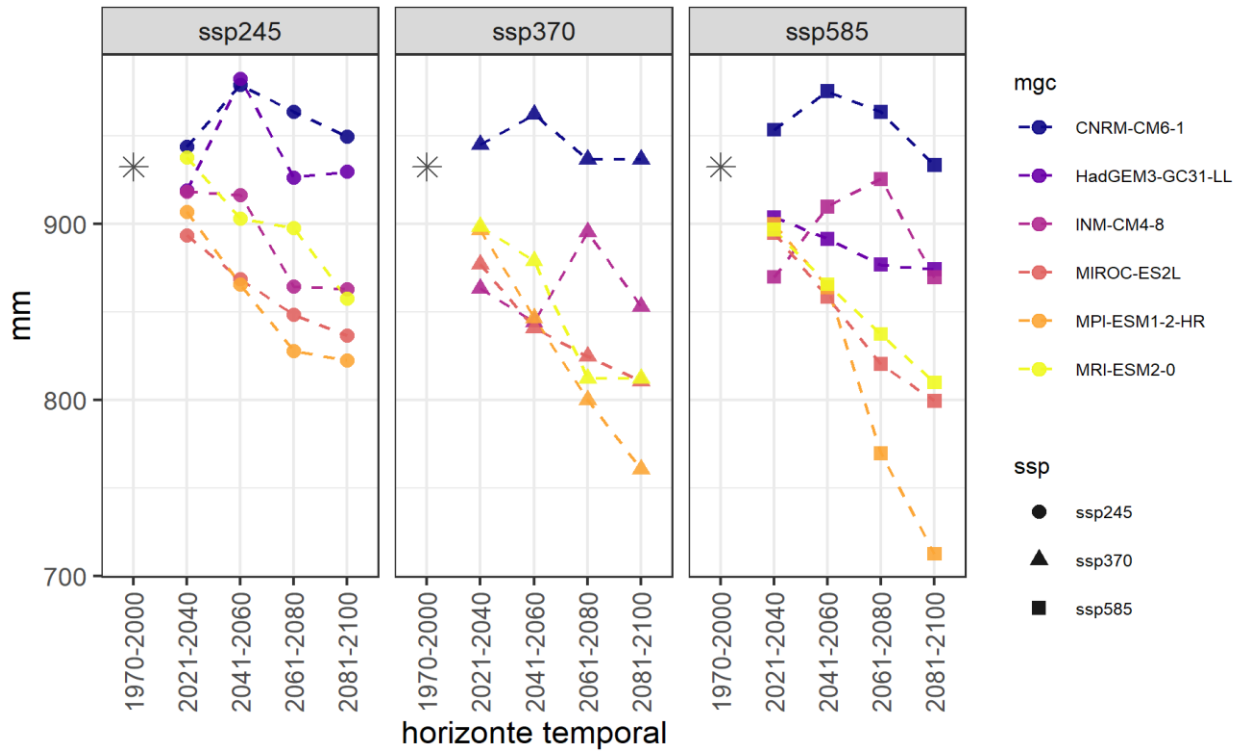 ssp245
ssp370
ssp585
mm
900
800
700
1970-2000
2021-2040
2041-2060
2061-2080
2081-2100
1970-2000
2021-2040
2041-2060
2061-2080
2081-2100
1970-2000
2021-2040
2041-2060
2061-2080
2081-2100
horizonte temporal
mgc
CNRM-CM6-1
HadGEM3-GC31-LL
INM-CM4-8
MIROC-ES2L
MPI-ESM1-2-HR
MRI-ESM2-0
ssp
ssp245
ssp370
ssp585